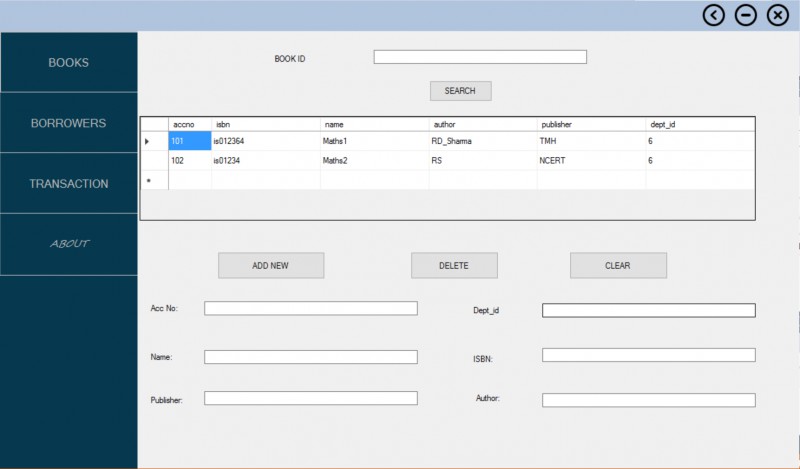 BOOKS
BORROWERS
TRANSACTION
ABOUT
BOOK ID
SEARCH
accno isbn name author publisher dept_id
101 is012364 Maths1 RD_Sharma TMH 6
102 is01234 Maths2 RS NCERT 6
ADD NEW DELETE CLEAR
Acc No: Dept_id
Name: ISBN:
Publisher: Author: